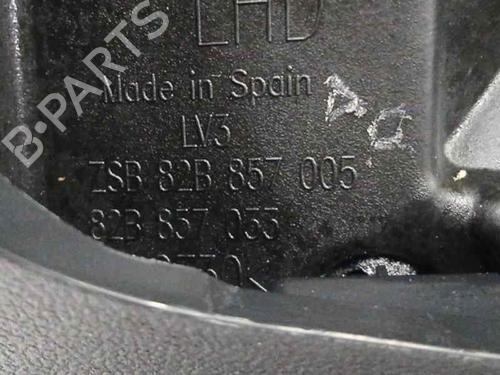 LHD
Made in Spain
LV3
ZSB 82B 857 005
82B 857 033
B-PARTS